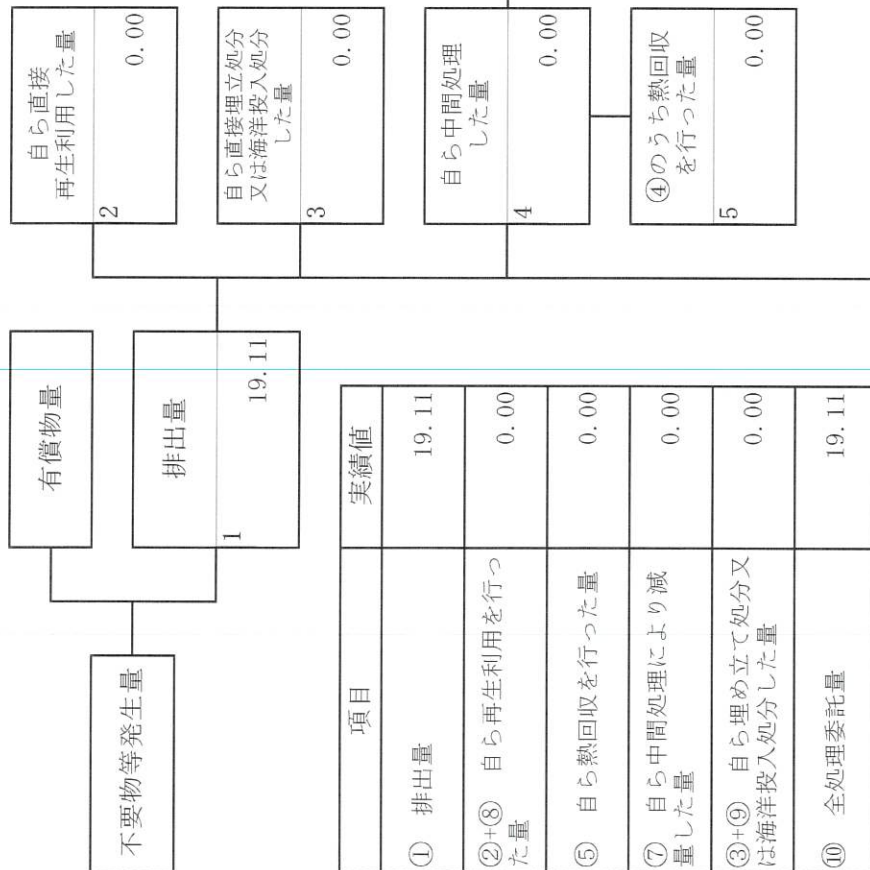 不要物等発生量
有償物量
排出量
1
19.11
自ら直接
再生利用した量
2
0.00
自ら直接埋立処分
又は海洋投入処分
した量
3
0.00
自ら中間処理
した量
4
0.00
④のうち熱回収
を行った量
5
0.00
項目 実績値
① 排出量 19.11
②+⑧ 自ら再生利用を行っ
た量
0.00
⑤ 自ら熱回収を行った量 0.00
⑦ 自ら中間処理により減
量した量
0.00
③+⑨ 自ら埋め立て処分又
は海洋投入処分した量
0.00
⑩ 全処理委託量 19.11